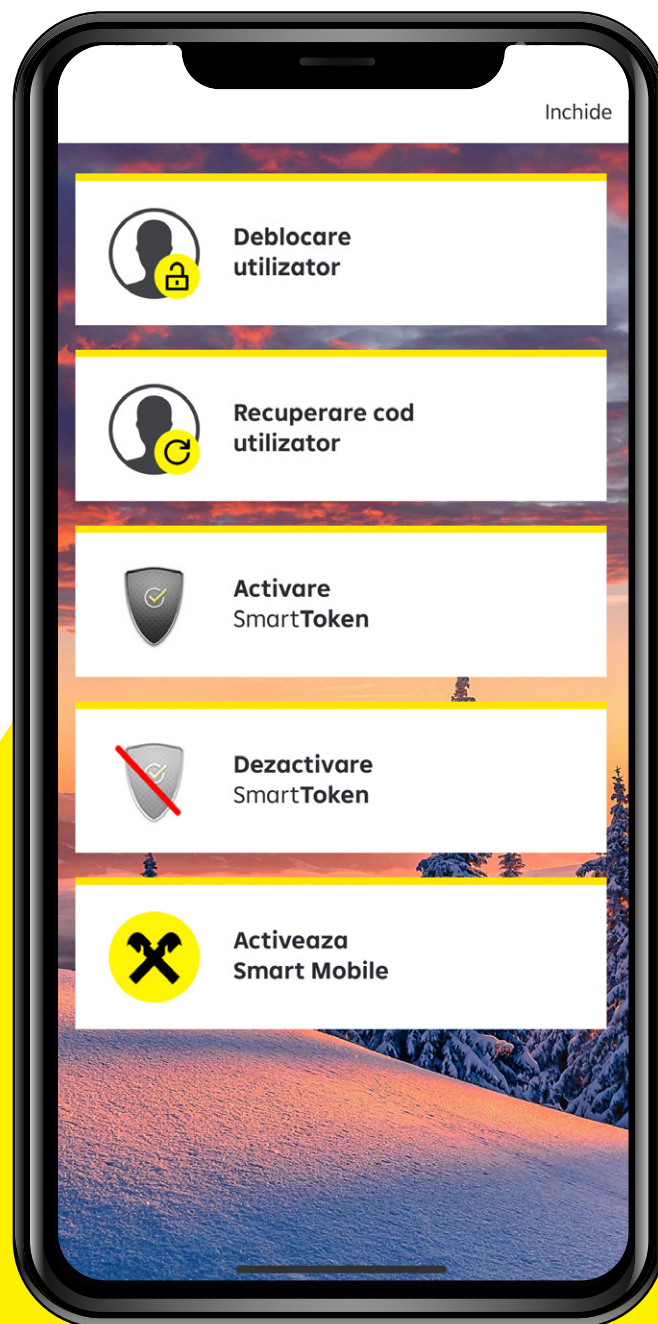 Inchide
Deblocare
utilizator
Recuperare cod
utilizator
Activare
SmartToken
Dezactivare
SmartToken
Activeaza
Smart Mobile